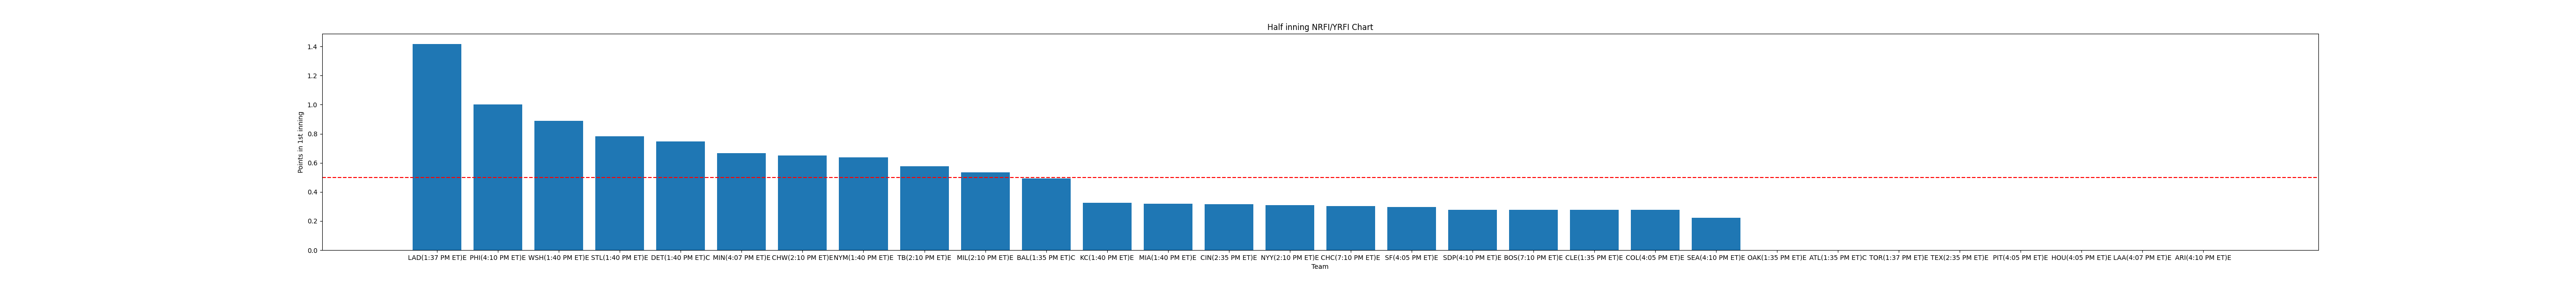 Half inning NRFI/YRFI Chart
Points in 1st inning
1.4
1.2
1.0
0.8
0.6
0.4
0.2
0.0
LAD(1:37 PM ET)E PHI(4:10 PM ET)E WSH(1:40 PM ET)E STL(1:40 PM ET)E DET(1:40 PM ET)C MIN(4:07 PM ET)E CHW(2:10 PM ET)E NYM(1:40 PM ET)E TB(2:10 PM ET)E MIL(2:10 PM ET)E BAL(1:35 PM ET)C KC(1:40 PM ET)E MIA(1:40 PM ET)E CIN(2:35 PM ET)E NYY(2:10 PM ET)E CHC(7:10 PM ET)E SF(4:05 PM ET)E SDP(4:10 PM ET)E BOS(7:10 PM ET)E CLE(1:35 PM ET)E COL(4:05 PM ET)E SEA(4:10 PM ET)E OAK(1:35 PM ET)E ATL(1:35 PM ET)C TOR(1:37 PM ET)E TEX(2:35 PM ET)E PIT(4:05 PM ET)E HOU(4:05 PM ET)E LAA(4:07 PM ET)E ARI(4:10 PM ET)E
Team